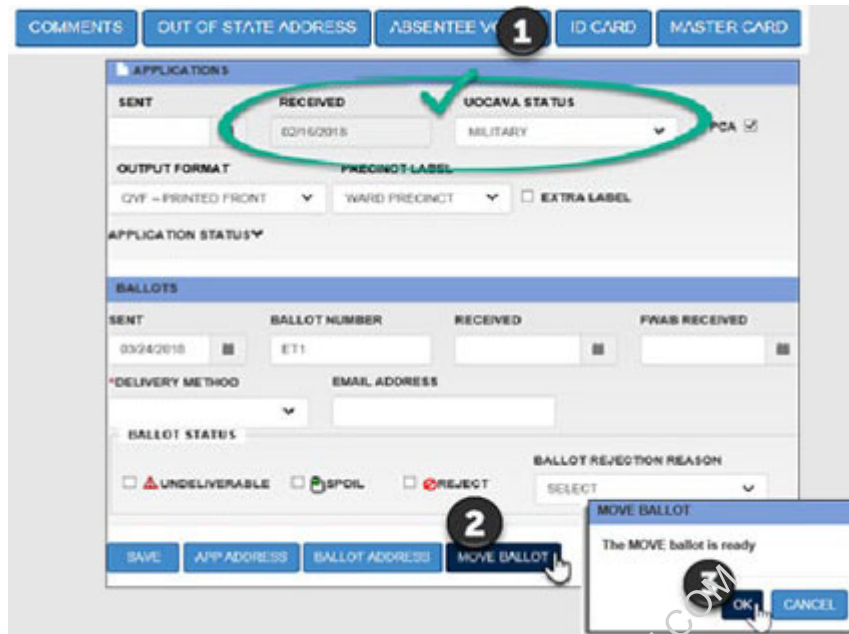 COMMENTS OUT OF STATE ADDRESS ABSENTEE 1 ID CARD MASTER CARD
APPLICATIONS
SENT RECEIVED UOCAVA STATUS
02/16/2018 MILITARY PCA
OUTPUT FORMAT PRECINCT LABEL
QVF – PRINTED FRONT WARD PRECINCT EXTRA LABEL
APPLICATION STATUS
BALLOTS
SENT BALLOT NUMBER RECEIVED FWAB RECEIVED
03/24/2018 ET1
*DELIVERY METHOD EMAIL ADDRESS
BALLOT STATUS
BALLOT REJECTION REASON
UNDELIVERABLE SPOIL REJECT SELECT
MOVE BALLOT
2 The MOVE ballot is ready
SAVE APP ADDRESS BALLOT ADDRESS MOVE BALLOT
3
OK CANCEL